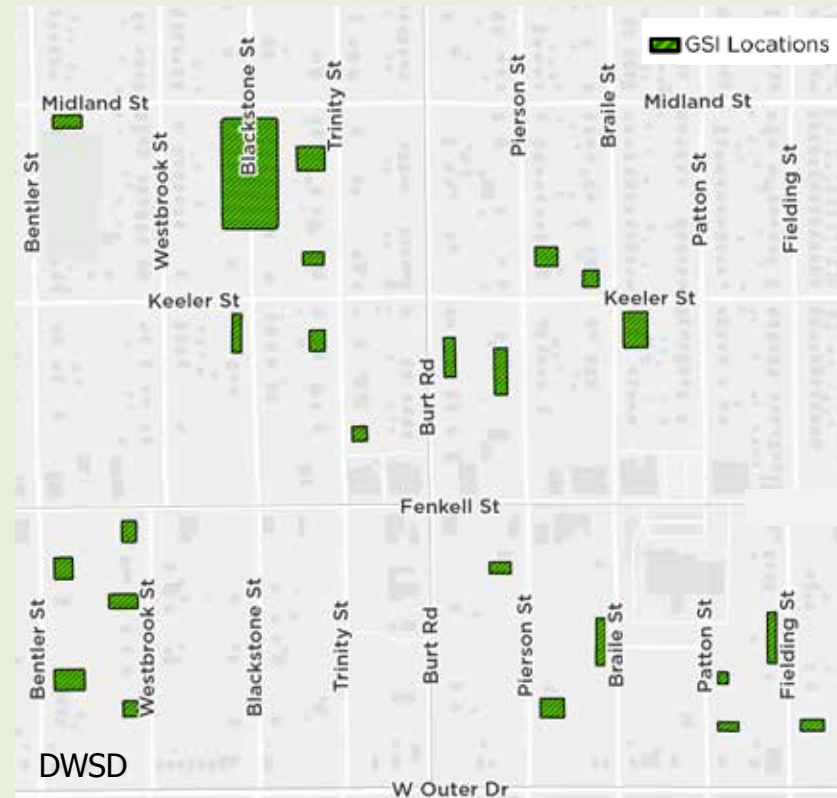 GSI Locations
Midland St
Midland St
Bentler St
Westbrook St
Blackstone St
Trinity St
Pierson St
Braile St
Patton St
Fielding St
Keeler St
Keeler St
Burt Rd
Fenkell St
Bentler St
Westbrook St
Blackstone St
Trinity St
Burt Rd
Pierson St
Braile St
Patton St
Fielding St
DWSD
W Outer Dr